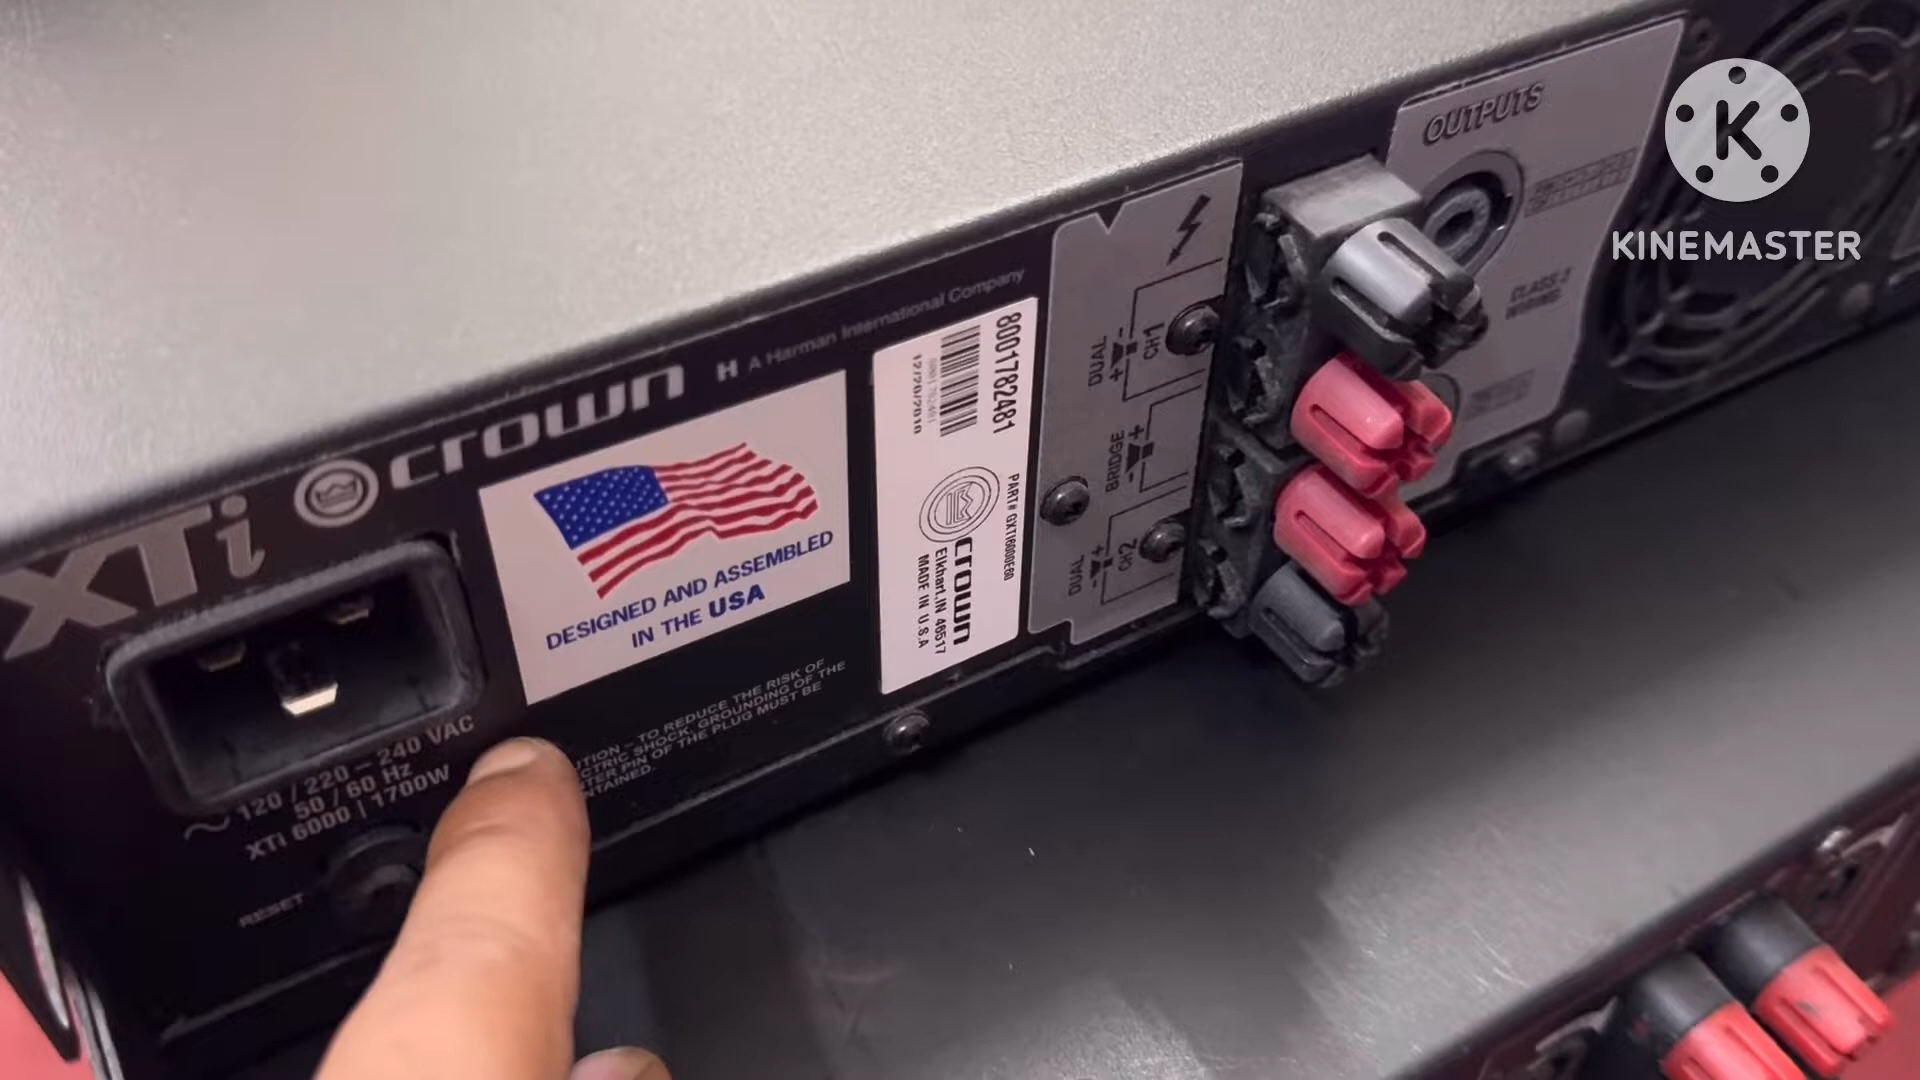 OUTPUTS
CLASS 2
WIRING
KINEMASTER
XTi
crown
H A Harman International Company
DESIGNED AND ASSEMBLED
IN THE USA
8001782481
8001782481
12/20/2010
PART# GXTI6000E80
crown
Elkhart, IN 46517
MADE IN U.S.A
DUAL
CH1
BRIDGE
DUAL
CH2
120 / 220 – 240 VAC
50 / 60 Hz
XTi 6000 | 1700W
RESET
TO REDUCE THE RISK OF
SHOCK, GROUNDING OF THE
PIN OF THE PLUG MUST BE